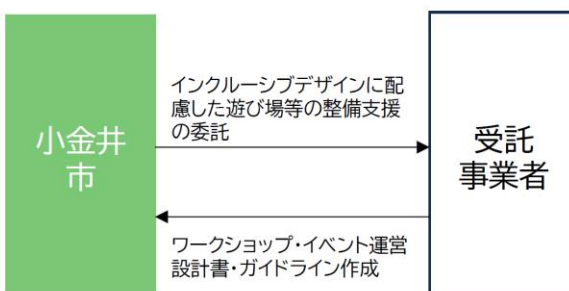 小金井
市
インクルーシブデザインに配
慮した遊び場等の整備支援
の委託
受託
事業者
ワークショップ・イベント運営
設計書・ガイドライン作成